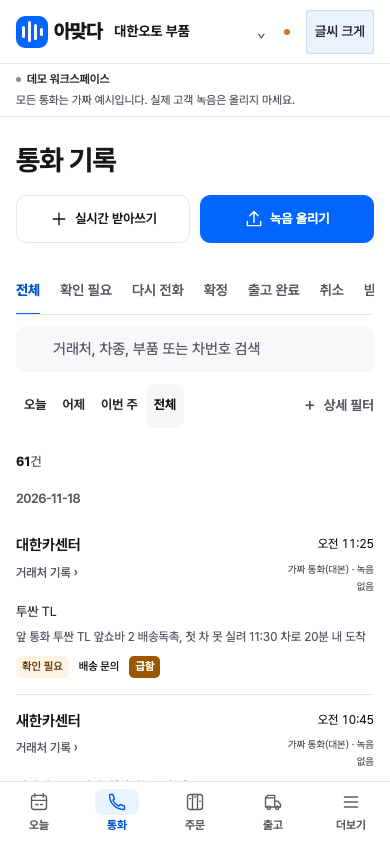 아맞다 대한오토 부품 글씨 크게
데모 워크스페이스
모든 통화는 가짜 예시입니다. 실제 고객 녹음은 올리지 마세요.
통화 기록
실시간 받아쓰기 녹음 올리기
전체 확인 필요 다시 전화 확정 출고 완료 취소
거래처, 차종, 부품 또는 차번호 검색
오늘 어제 이번 주 전체 + 상세 필터
61건
2026-11-18
대한카센터 오전 11:25
거래처 기록 › 가짜 통화(대본) · 녹음
없음
투싼 TL
앞 통화 투싼 TL 앞쇼바 2 배송독촉, 첫 차 못 실려 11:30 차로 20분 내 도착
확인 필요 배송 문의 급함
새한카센터 오전 10:45
거래처 기록 › 가짜 통화(대본) · 녹음
없음
오늘 통화 주문 출고 더보기